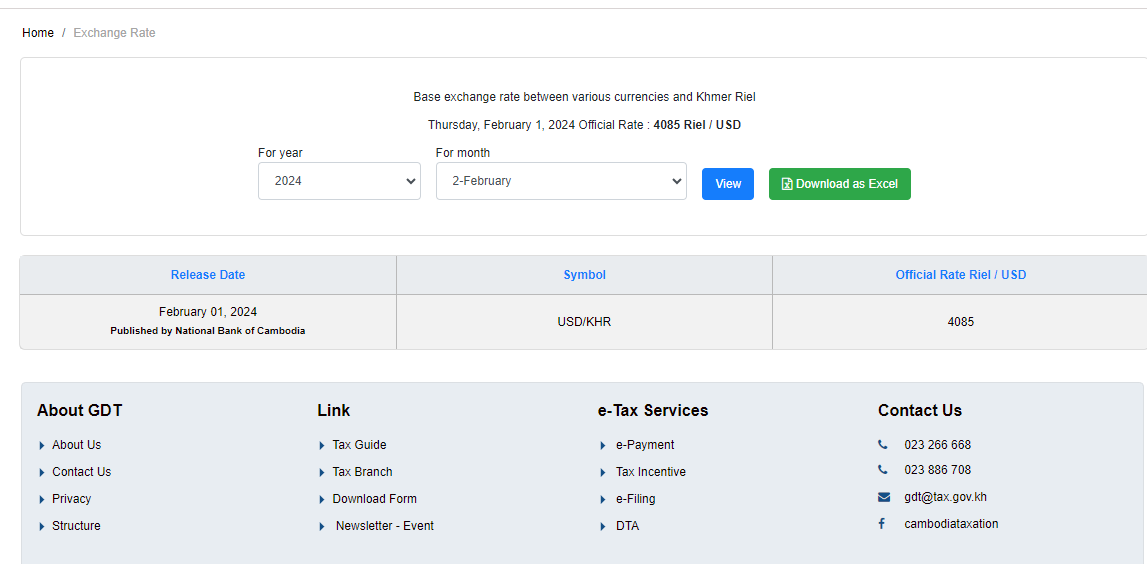 Home / Exchange Rate
Base exchange rate between various currencies and Khmer Riel
Thursday, February 1, 2024 Official Rate : 4085 Riel / USD
For year
For month
2024
2-February
View
Download as Excel
Release Date
Symbol
Official Rate Riel / USD
February 01, 2024
Published by National Bank of Cambodia
USD/KHR
4085
About GDT
About Us
Contact Us
Privacy
Structure
Link
Tax Guide
Tax Branch
Download Form
Newsletter - Event
e-Tax Services
e-Payment
Tax Incentive
e-Filing
DTA
Contact Us
023 266 668
023 886 708
gdt@tax.gov.kh
cambodiataxation